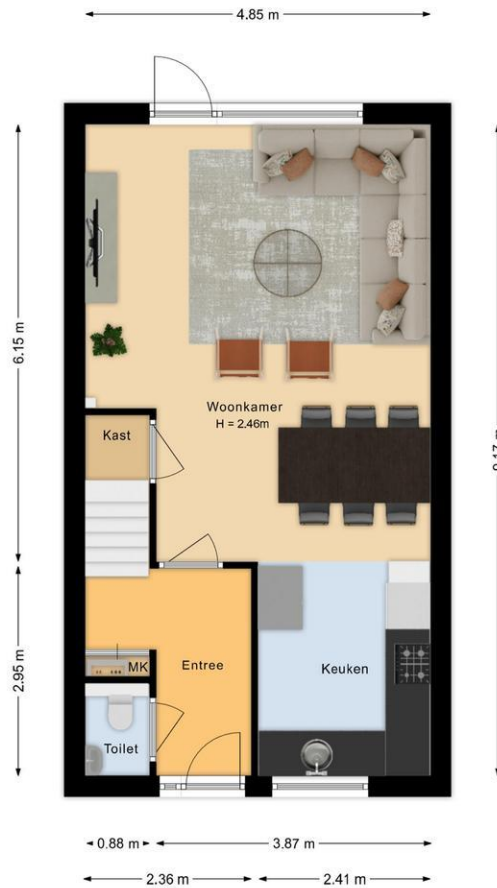 4.85 m
6.15 m
Woonkamer
H = 2.46m
Kast
2.95 m
MK
Entree
Keuken
Toilet
0.88 m
3.87 m
2.36 m
2.41 m